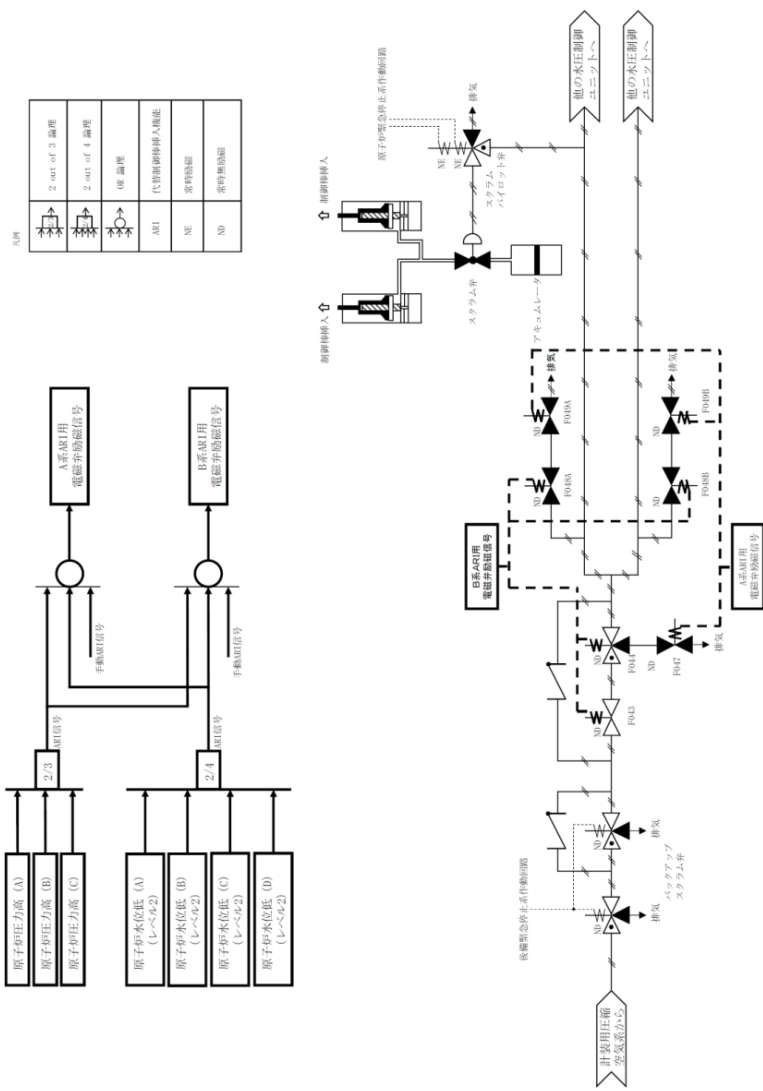 凡例
2 out of 3 論理
2 out of 4 論理
OR 論理
ARI
代替制御棒挿入機能
NE
常時励磁
ND
常時無励磁
原子炉圧力高 (A)
原子炉圧力高 (B)
原子炉圧力高 (C)
2/3
ARI信号
原子炉水位低 (A)
(レベル2)
原子炉水位低 (B)
(レベル2)
原子炉水位低 (C)
(レベル2)
原子炉水位低 (D)
(レベル2)
2/4
ARI信号
手動ARI信号
手動ARI信号
A系ARI用
電磁弁励磁信号
B系ARI用
電磁弁励磁信号
計装用圧縮
空気系から
後備緊急停止系作動回路
ND
排気
ND
排気
バックアップ
スクラム弁
ND
F043
ND
F044
ND
F047
排気
B系ARI用
電磁弁励磁信号
A系ARI用
電磁弁励磁信号
ND
F048A
ND
F049A
排気
ND
F048B
ND
F049B
排気
制御棒挿入
制御棒挿入
スクラム弁
アキュムレータ
原子炉緊急停止系作動回路
NE
NE
排気
スクラム
パイロット弁
他の水圧制御
ユニットへ
他の水圧制御
ユニットへ